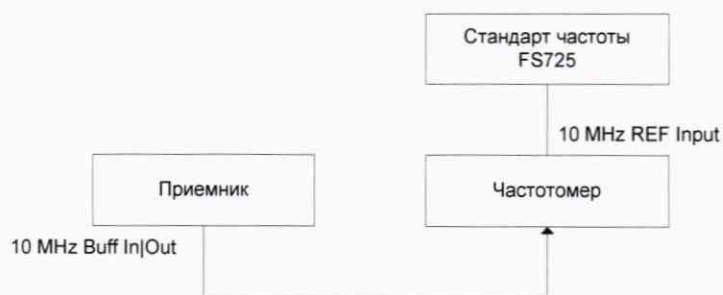 Стандарт частоты
FS725
10 MHz REF Input
Приемник
Частотомер
10 MHz Buff In|Out